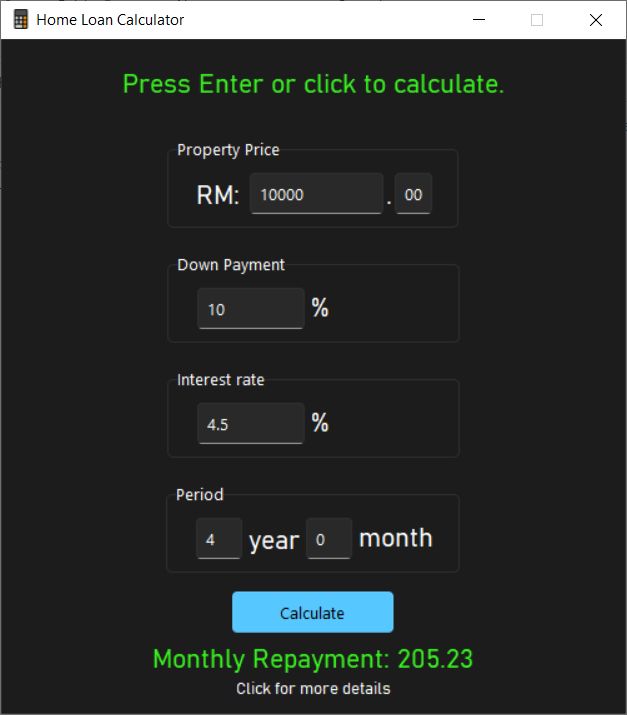 Home Loan Calculator
Press Enter or click to calculate.
Property Price
RM: 10000 . 00
Down Payment
10 %
Interest rate
4.5 %
Period
4 year 0 month
Calculate
Monthly Repayment: 205.23
Click for more details